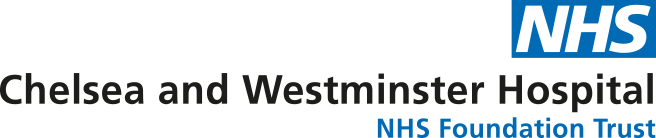 NHS
Chelsea and Westminster Hospital
NHS Foundation Trust